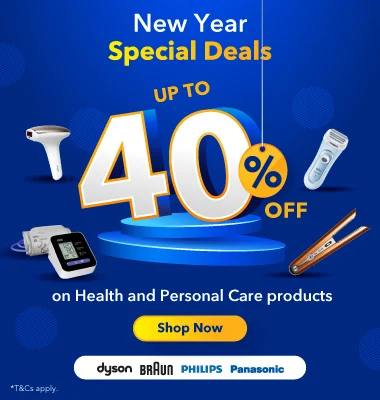 New Year
Special Deals
UP TO
40%
OFF
on Health and Personal Care products
Shop Now
dyson BRAUN PHILIPS Panasonic
*T&Cs apply.